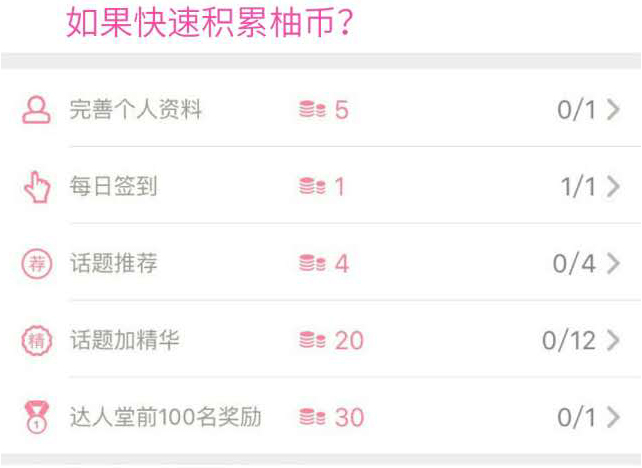 如果快速积累柚币？
完善个人资料 5 0/1
每日签到 1 1/1
荐 话题推荐 4 0/4
精 话题加精华 20 0/12
1 达人堂前100名奖励 30 0/1